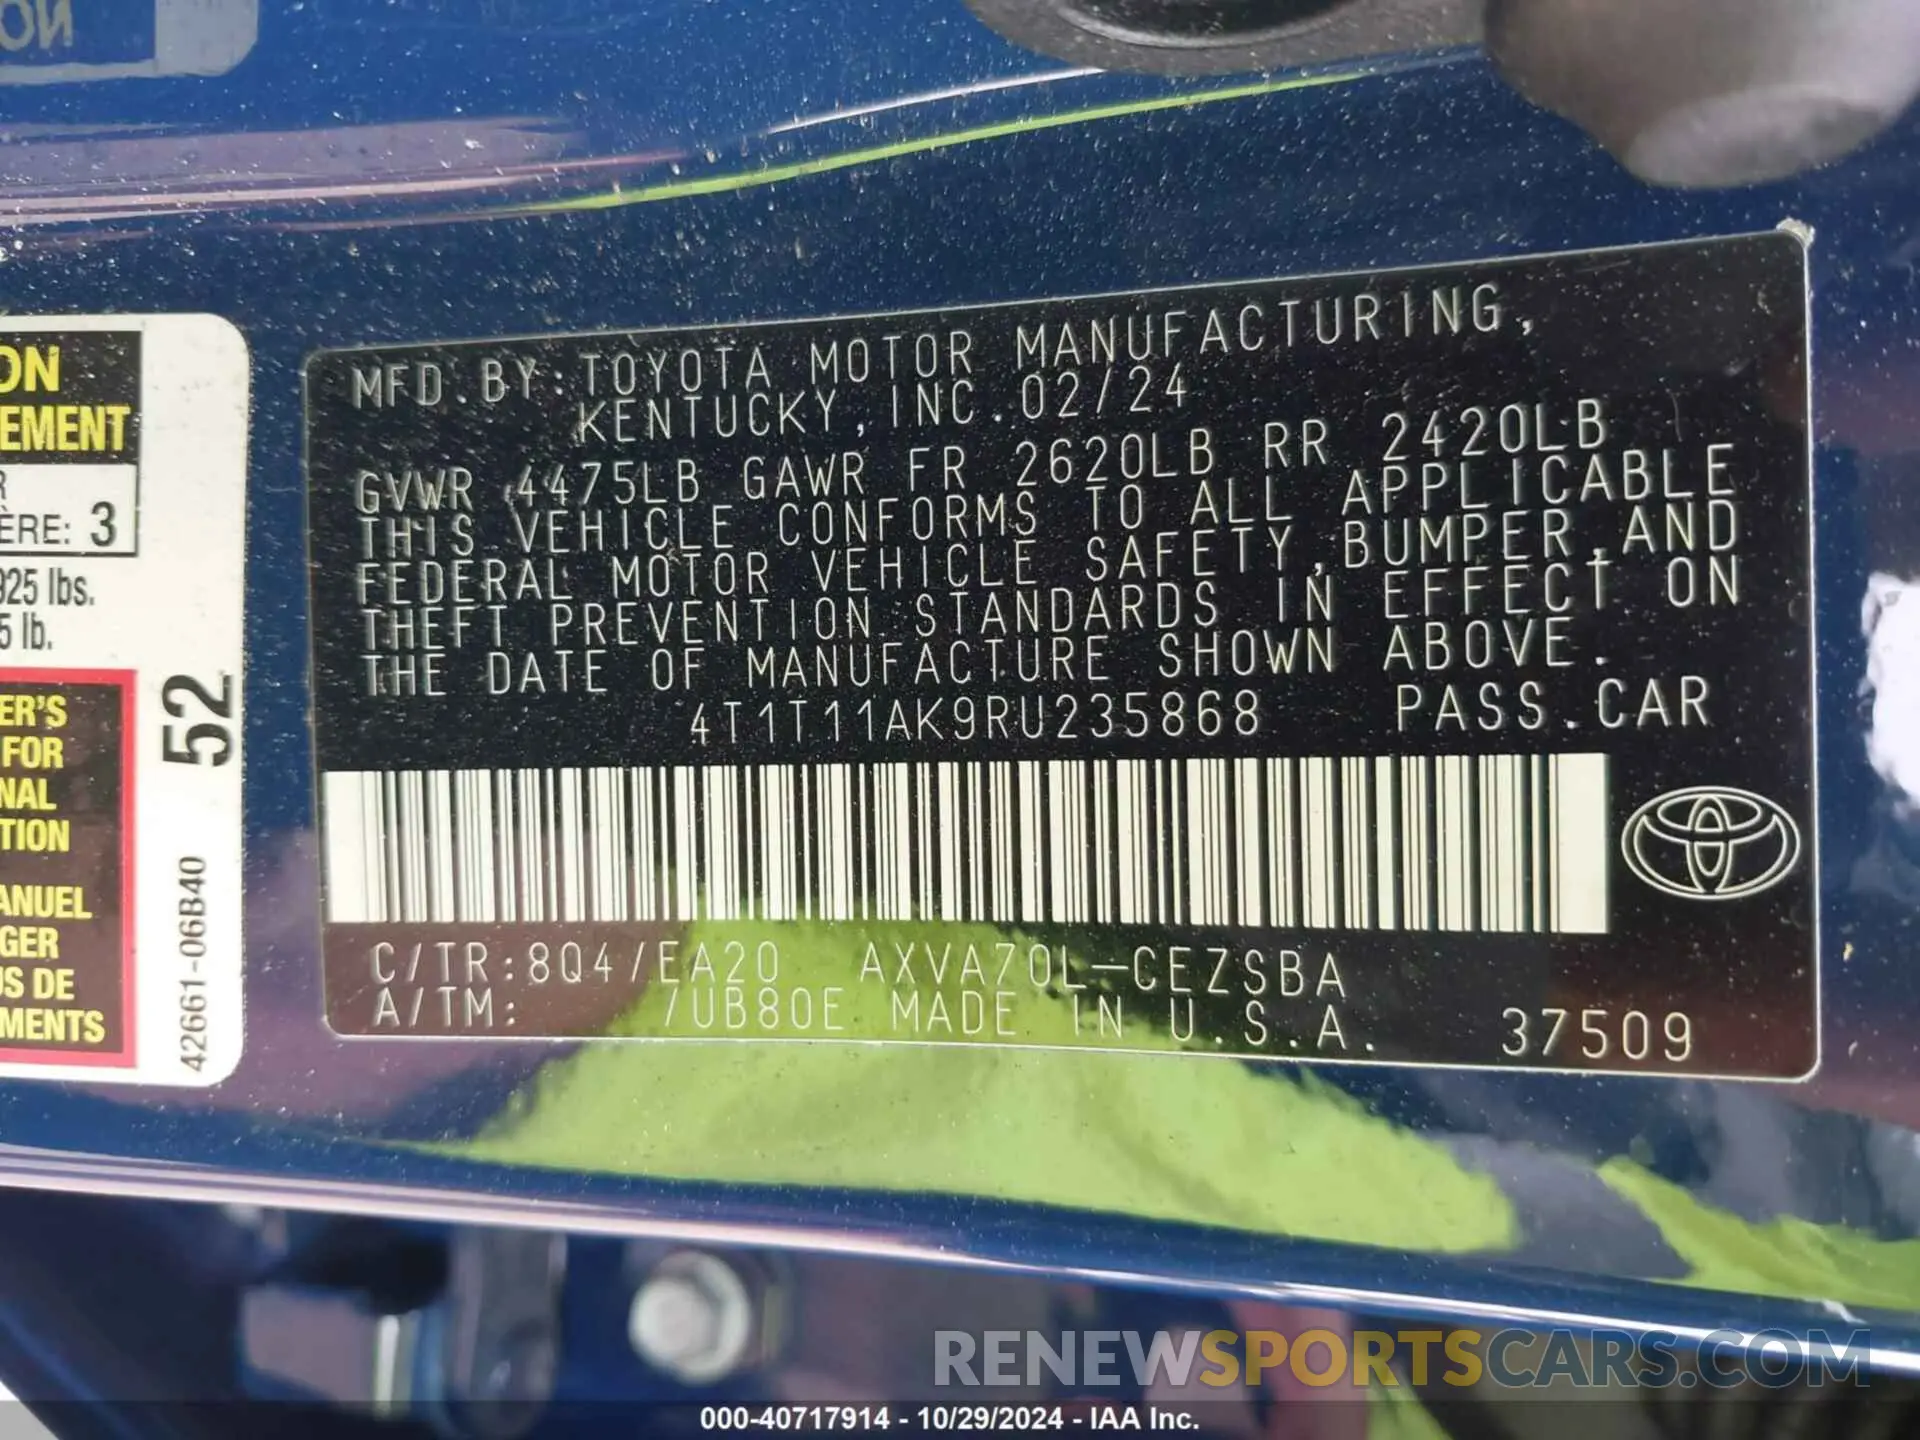 ON
ON
EMENT
R
ÈRE: 3
925 lbs.
5 lb.
ER'S
FOR
NAL
TION
ANUEL
GER
US DE
MENTS
52
42661-06B40
MFD.BY:TOYOTA MOTOR MANUFACTURING,
KENTUCKY,INC.02/24
GVWR 4475LB GAWR FR 2620LB RR 2420LB
THIS VEHICLE CONFORMS TO ALL APPLICABLE
FEDERAL MOTOR VEHICLE SAFETY,BUMPER,AND
THEFT PREVENTION STANDARDS IN EFFECT ON
THE DATE OF MANUFACTURE SHOWN ABOVE.
4T1T11AK9RU235868 PASS.CAR
C/TR:8Q4/EA20 AXVA70L-CEZSBA
A/TM: /UB80E MADE IN U.S.A. 37509
RENEWSPORTSCARS.COM
000-40717914 - 10/29/2024 - IAA Inc.